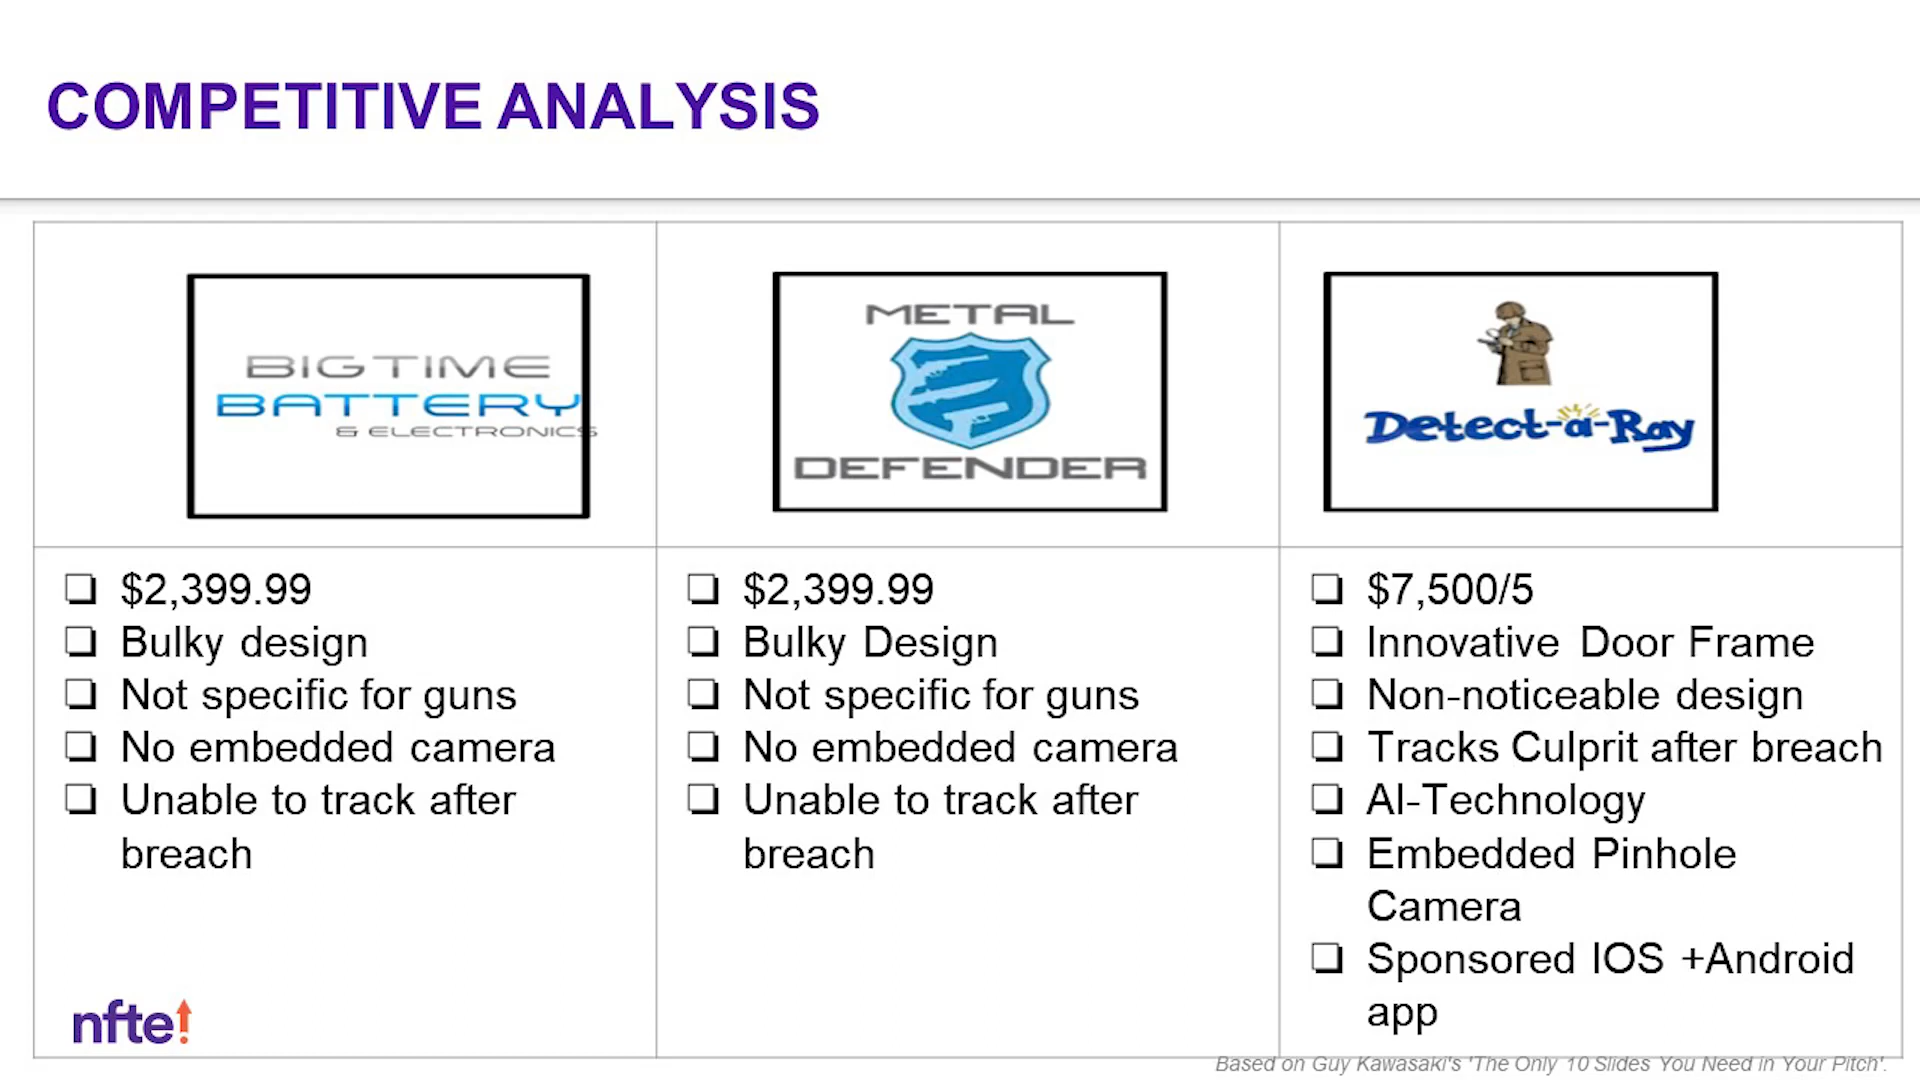 COMPETITIVE ANALYSIS
BIGTIME
BATTERY
& ELECTRONICS
METAL
DEFENDER
Detect-a-Ray
$2,399.99
Bulky design
Not specific for guns
No embedded camera
Unable to track after
breach
$2,399.99
Bulky Design
Not specific for guns
No embedded camera
Unable to track after
breach
$7,500/5
Innovative Door Frame
Non-noticeable design
Tracks Culprit after breach
AI-Technology
Embedded Pinhole
Camera
Sponsored IOS +Android
app
nfte!
Based on Guy Kawasaki's 'The Only 10 Slides You Need in Your Pitch'.